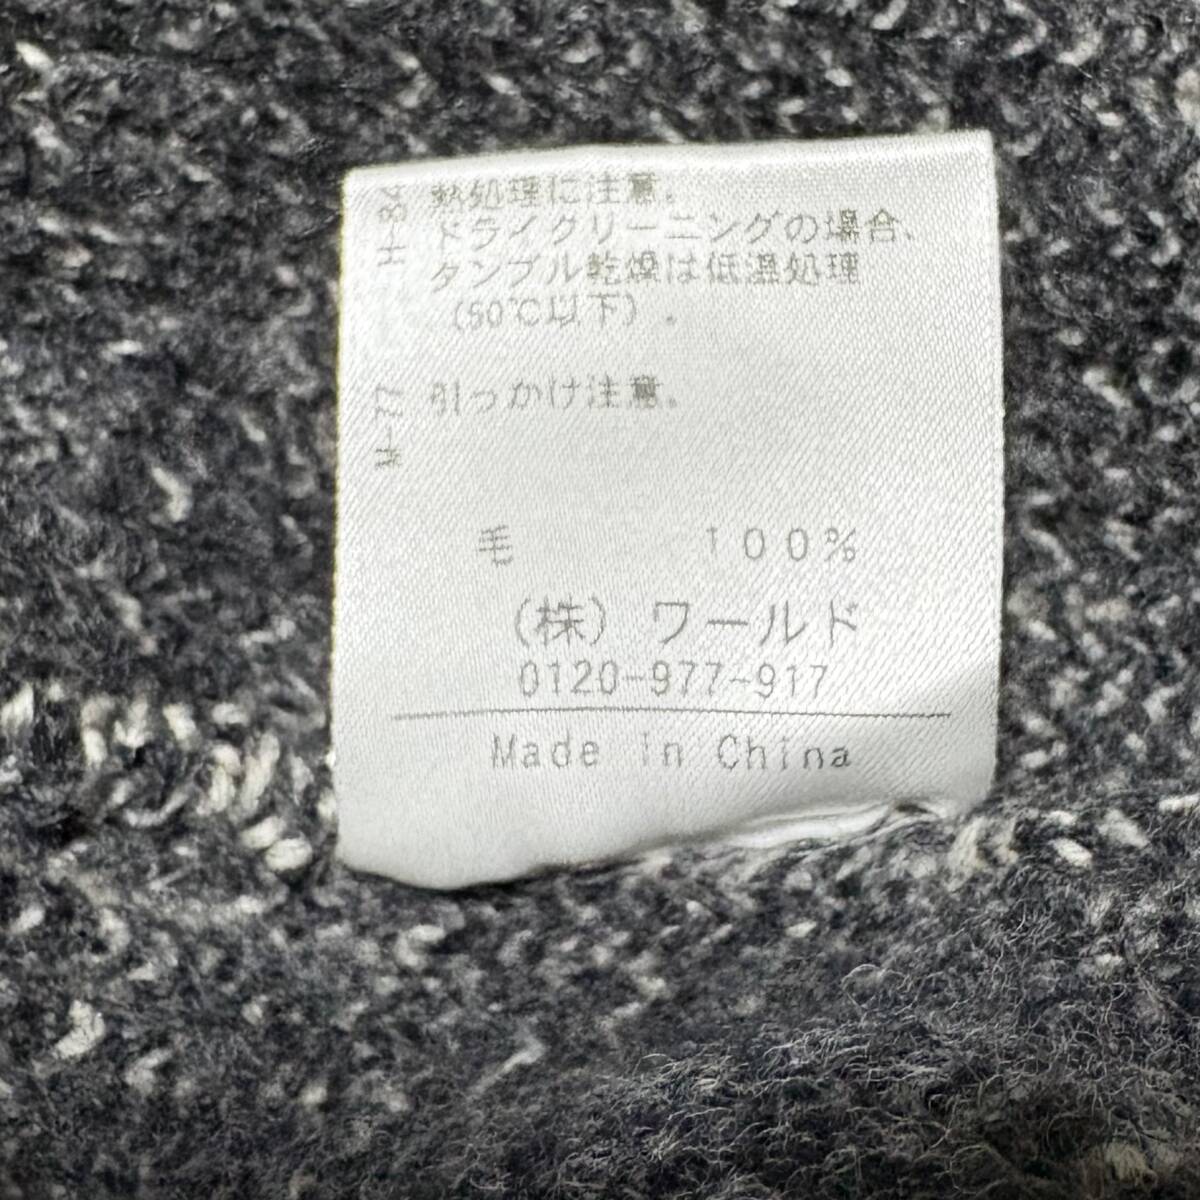 熱処理に注意。
ドライクリーニングの場合、
タンブル乾燥は低温処理
(50℃以下)。
引っかけ注意。
毛 100%
(株) ワールド
0120-977-917
Made in China
H-84